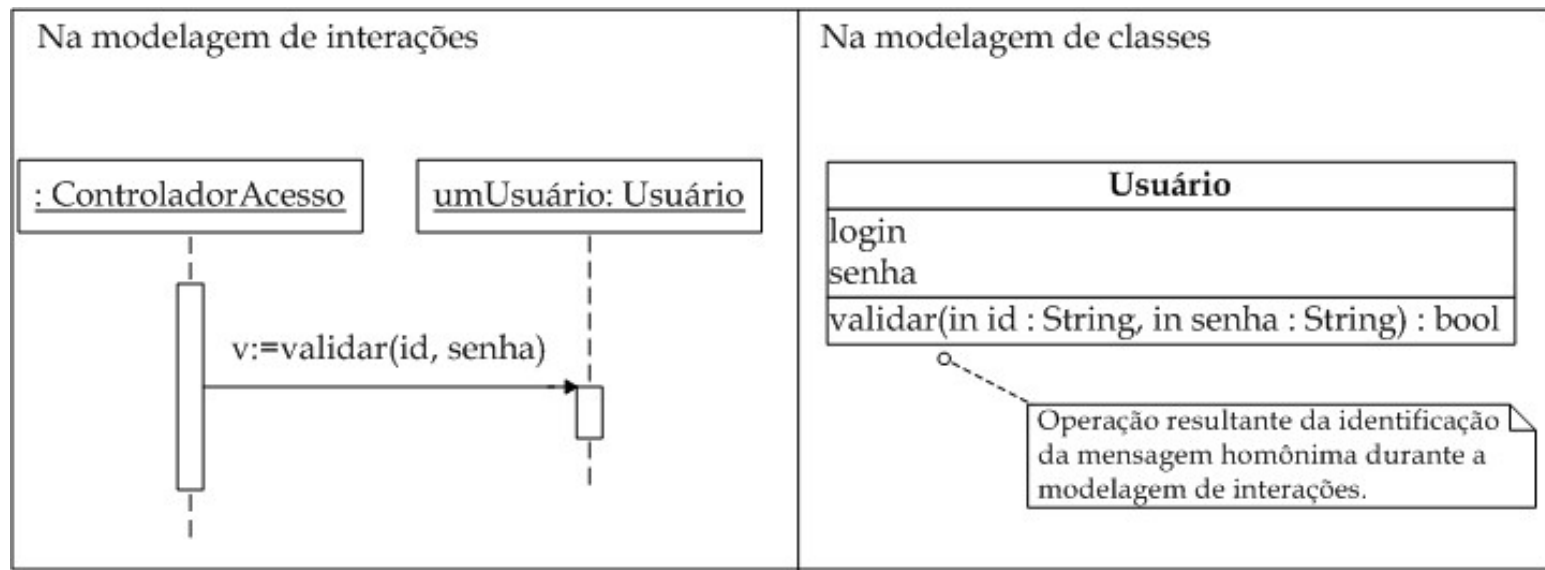 Na modelagem de interações
: ControladorAcesso
umUsuário: Usuário
v:=validar(id, senha)
Na modelagem de classes
Usuário
login
senha
validar(in id : String, in senha : String) : bool
Operação resultante da identificação
da mensagem homônima durante a
modelagem de interações.